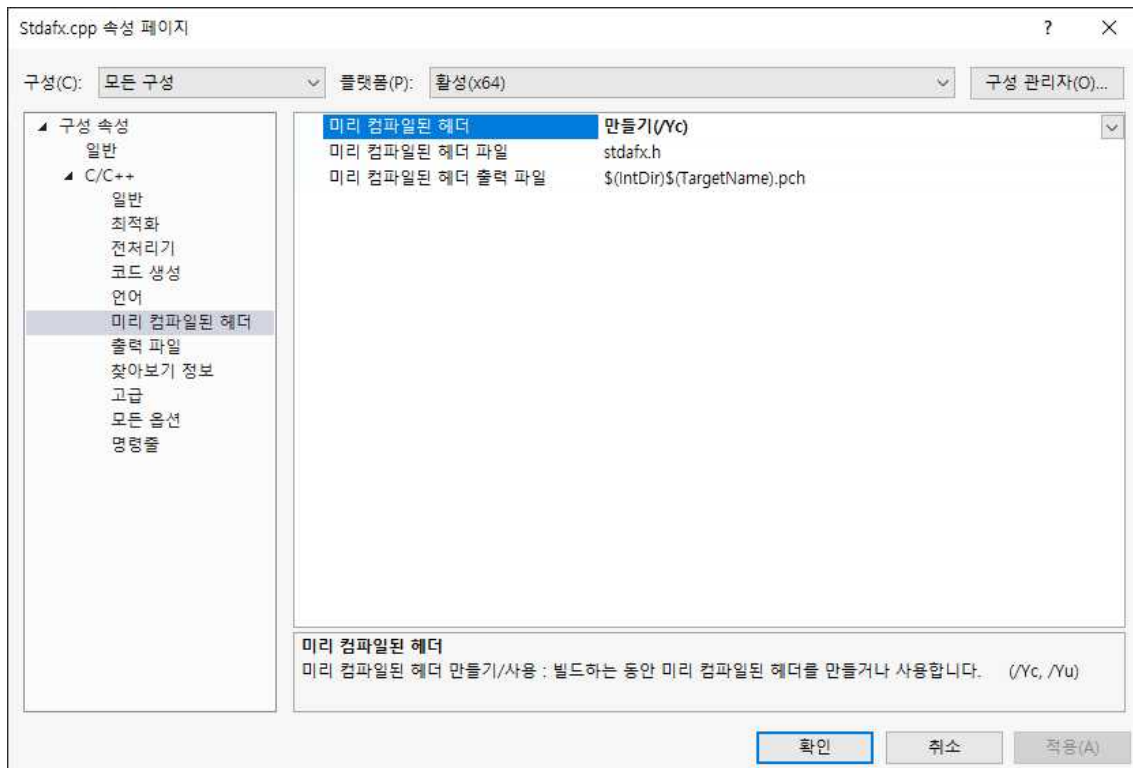 Stdafx.cpp 속성 페이지
구성(C): 모든 구성 플랫폼(P): 활성(x64) 구성 관리자(O)...
구성 속성
일반
C/C++
일반
최적화
전처리기
코드 생성
언어
미리 컴파일된 헤더
출력 파일
찾아보기 정보
고급
모든 옵션
명령줄
미리 컴파일된 헤더 만들기(/Yc)
미리 컴파일된 헤더 파일 stdafx.h
미리 컴파일된 헤더 출력 파일 $(IntDir)$(TargetName).pch
미리 컴파일된 헤더
미리 컴파일된 헤더 만들기/사용 : 빌드하는 동안 미리 컴파일된 헤더를 만들거나 사용합니다. (/Yc, /Yu)
확인 취소 적용(A)